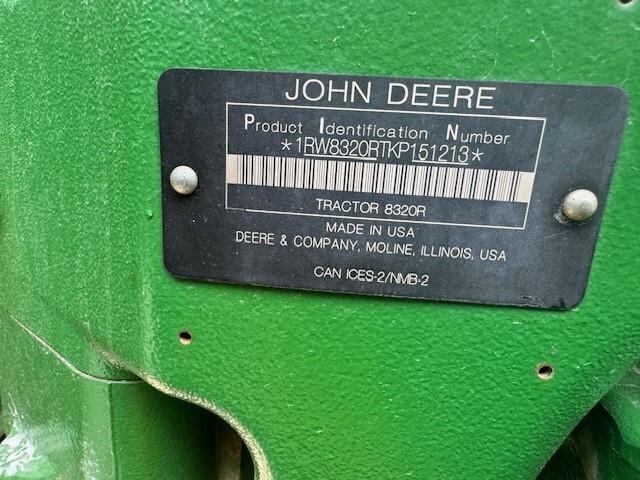 JOHN DEERE
Product Identification Number
*1RW8320RTKP151213*
TRACTOR 8320R
MADE IN USA
DEERE & COMPANY, MOLINE, ILLINOIS, USA
CAN ICES-2/NMB-2